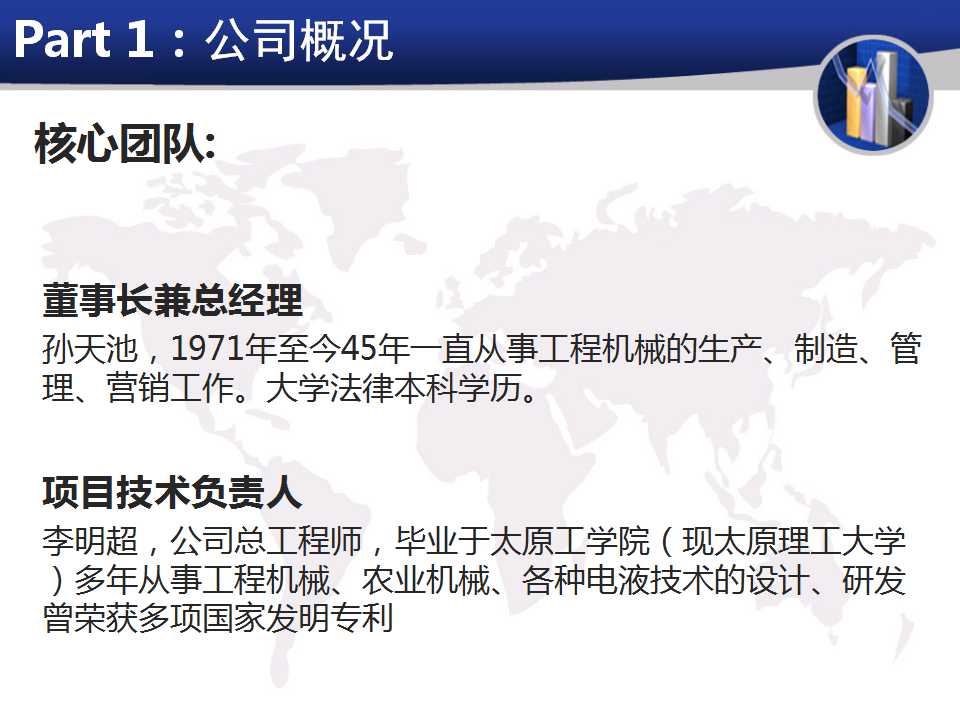 Part 1：公司概况
核心团队:
董事长兼总经理
孙天池，1971年至今45年一直从事工程机械的生产、制造、管
理、营销工作。大学法律本科学历。
项目技术负责人
李明超，公司总工程师，毕业于太原工学院（现太原理工大学
）多年从事工程机械、农业机械、各种电液技术的设计、研发
曾荣获多项国家发明专利